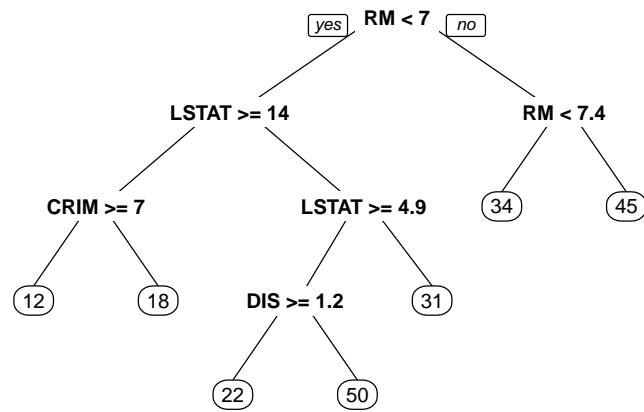 RM < 7
yes no
LSTAT >= 14 RM < 7.4
CRIM >= 7 LSTAT >= 4.9 34 45
12 18 DIS >= 1.2 31
22 50